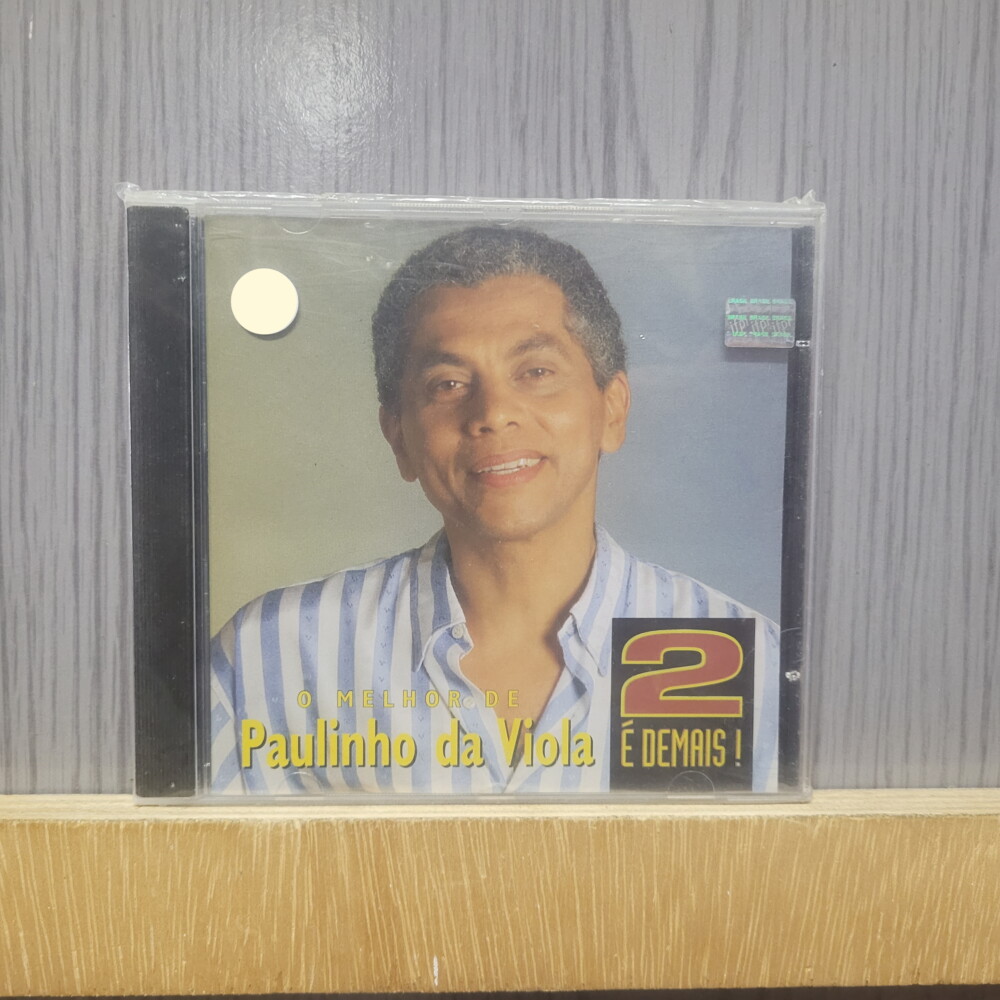 O MELHOR DE
Paulinho da Viola
2
É DEMAIS!